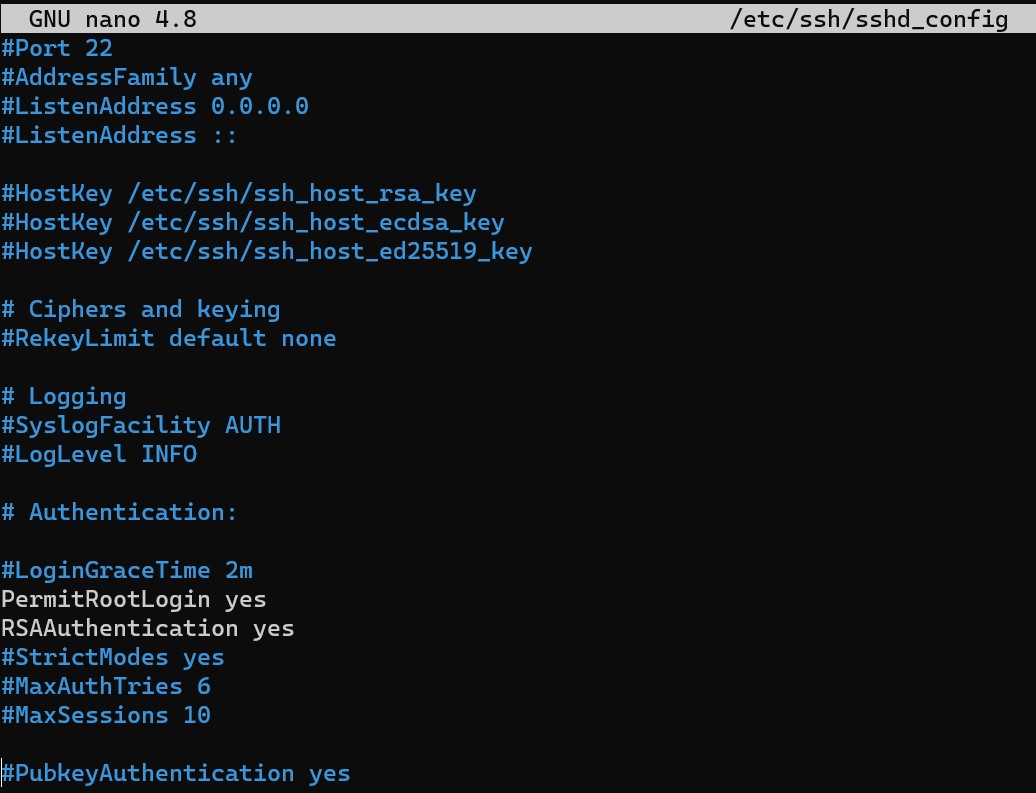 GNU nano 4.8 /etc/ssh/sshd_config
#Port 22
#AddressFamily any
#ListenAddress 0.0.0.0
#ListenAddress ::

#HostKey /etc/ssh/ssh_host_rsa_key
#HostKey /etc/ssh/ssh_host_ecdsa_key
#HostKey /etc/ssh/ssh_host_ed25519_key

# Ciphers and keying
#RekeyLimit default none

# Logging
#SyslogFacility AUTH
#LogLevel INFO

# Authentication:

#LoginGraceTime 2m
PermitRootLogin yes
RSAAuthentication yes
#StrictModes yes
#MaxAuthTries 6
#MaxSessions 10

#PubkeyAuthentication yes